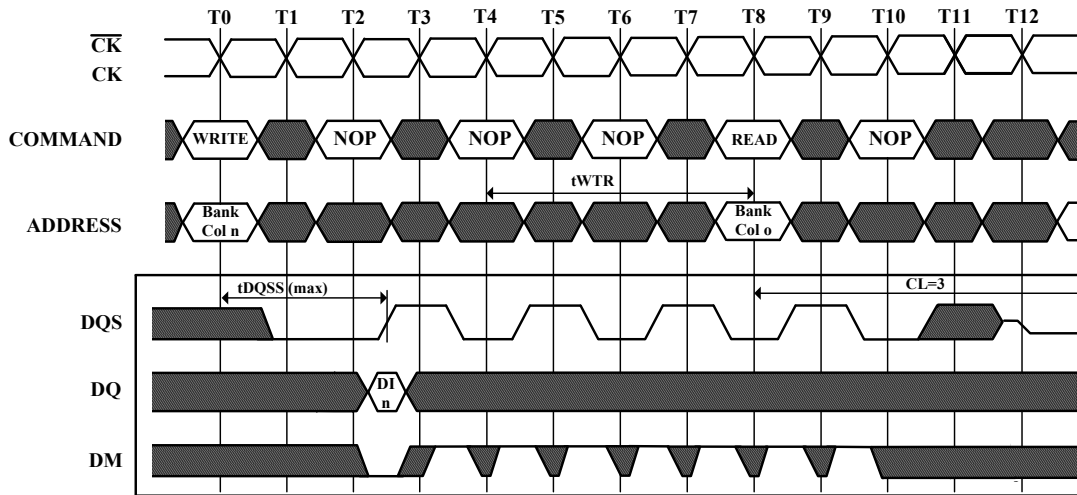 T0 T1 T2 T3 T4 T5 T6 T7 T8 T9 T10 T11 T12
CK
CK
COMMAND WRITE NOP NOP NOP READ NOP
tWTR
ADDRESS Bank Col n Bank Col o
tDQSS (max) CL=3
DQS
DQ DI n
DM